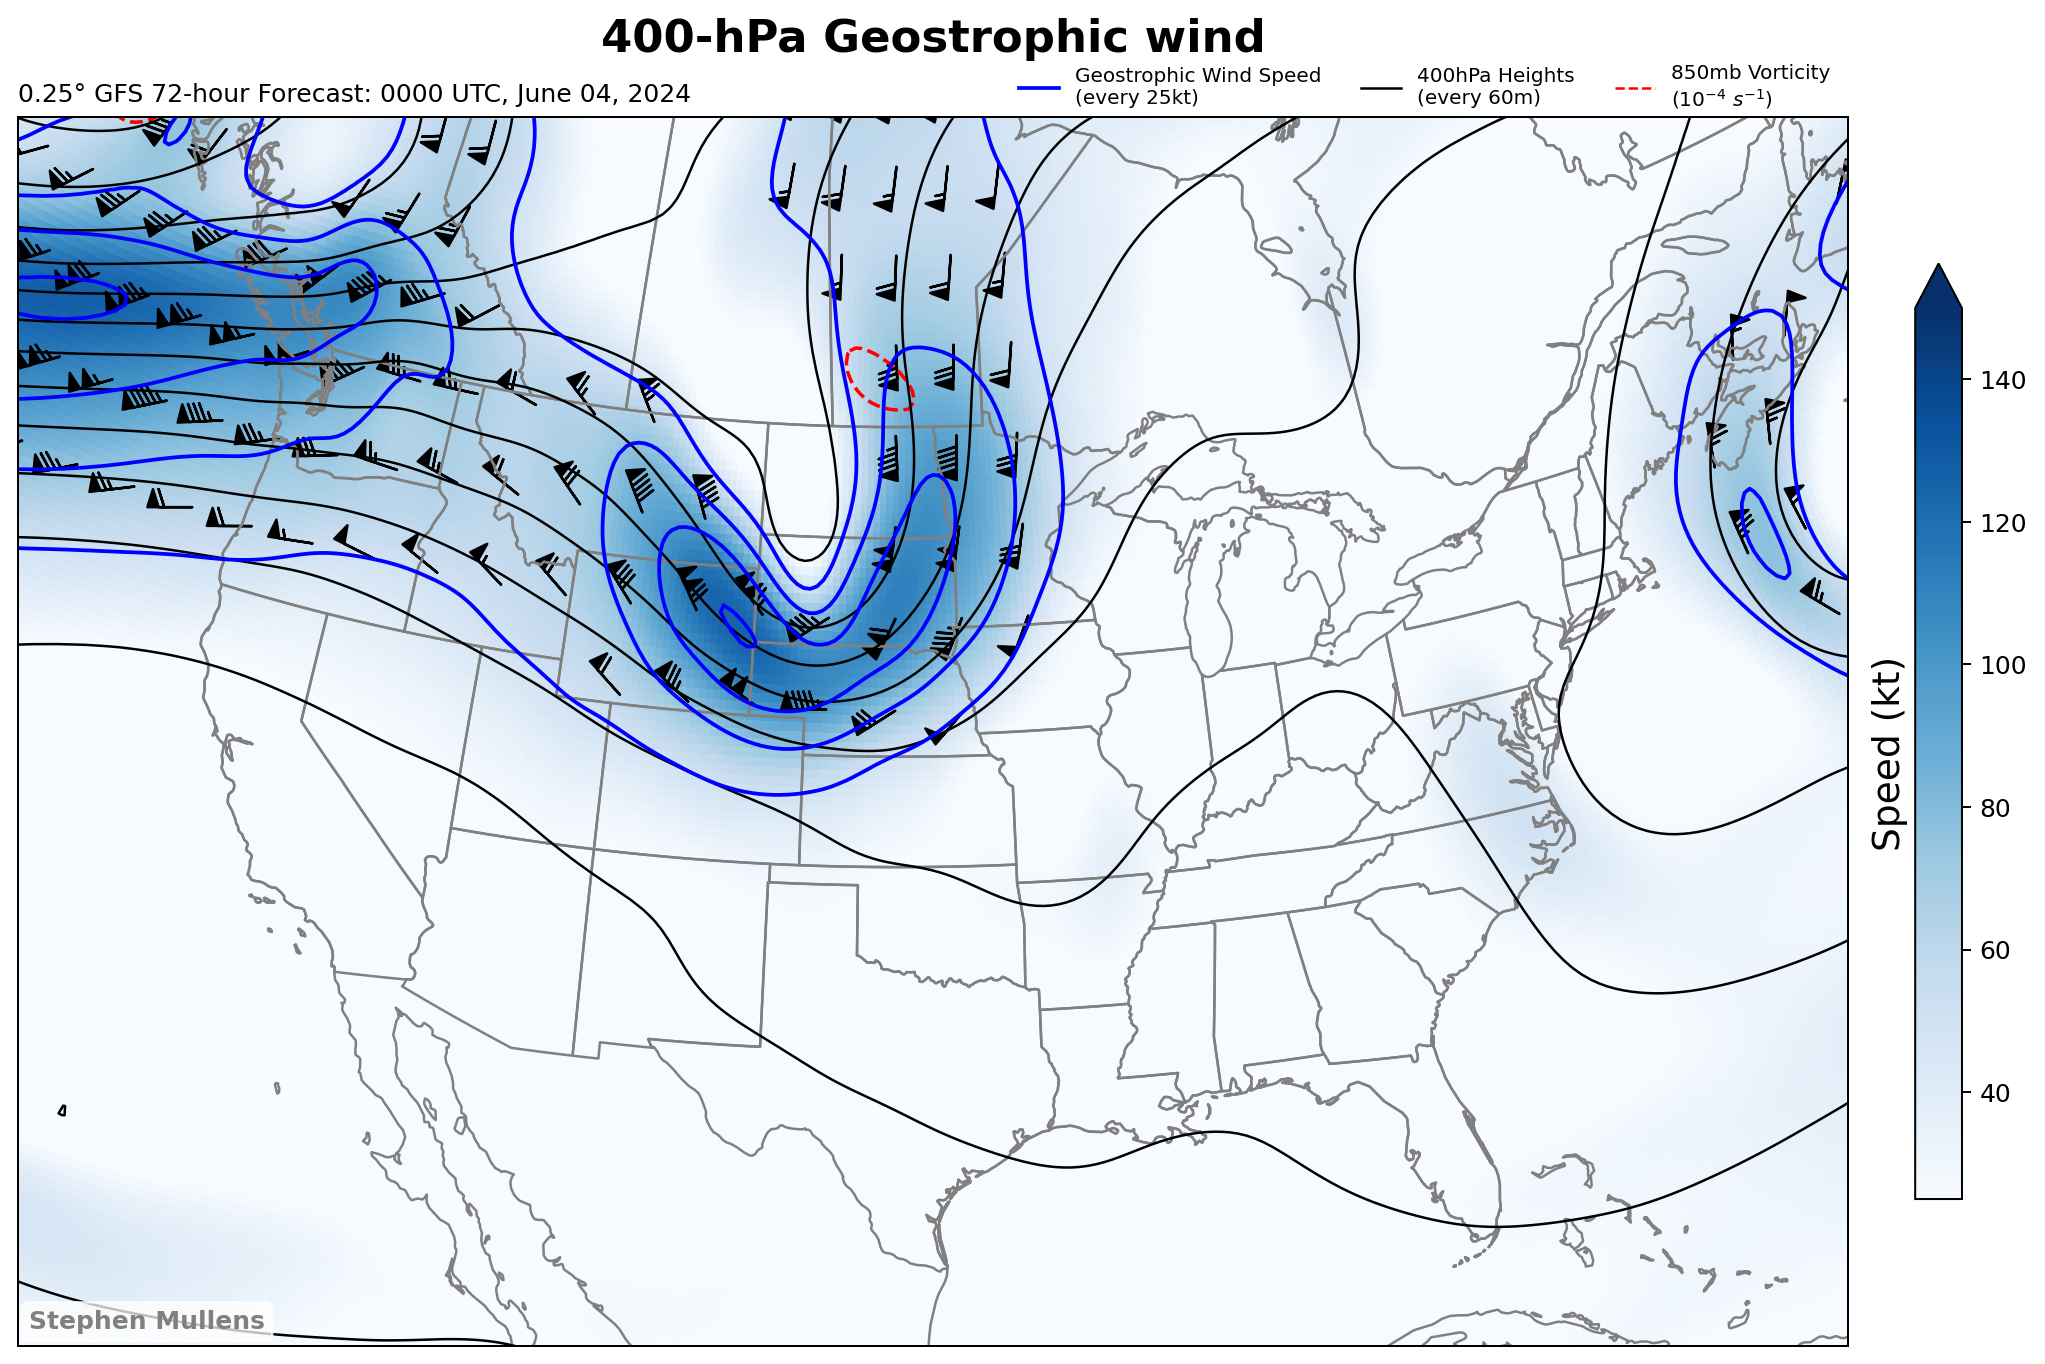 400-hPa Geostrophic wind
0.25° GFS 72-hour Forecast: 0000 UTC, June 04, 2024
Geostrophic Wind Speed
(every 25kt)
400hPa Heights
(every 60m)
850mb Vorticity
(10⁻⁴ s⁻¹)
140
120
100
80
60
40
Speed (kt)
Stephen Mullens